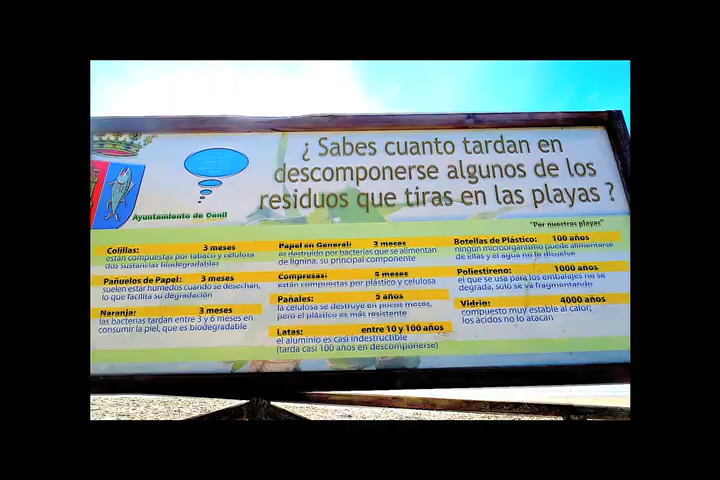 ¿ Sabes cuanto tardan en
descomponerse algunos de los
residuos que tiras en las playas ?
Ayuntamiento de Conil
"Por nuestras playas"
Colillas: 3 meses
están compuestas por tabaco y celulosa
dos sustancias biodegradables
Pañuelos de Papel: 3 meses
suelen estar húmedos cuando se desechan,
lo que facilita su degradación
Naranja: 3 meses
las bacterias tardan entre 3 y 6 meses en
consumir la piel, que es biodegradable
Papel en General: 3 meses
es destruido por bacterias que se alimentan
de lignina, su principal componente
Compresas: 5 meses
están compuestas por plástico y celulosa
Pañales: 5 años
la celulosa se destruye en pocos meses,
pero el plástico es más resistente
Latas: entre 10 y 100 años
el aluminio es casi indestructible
(tarda casi 100 años en descomponerse)
Botellas de Plástico: 100 años
ningún microorganismo puede alimentarse
de ellas y el agua no lo disuelve
Poliestireno: 1000 años
el que se usa para los embalajes no se
degrada, sólo se va fragmentando
Vidrio: 4000 años
compuesto muy estable al calor;
los ácidos no lo atacan